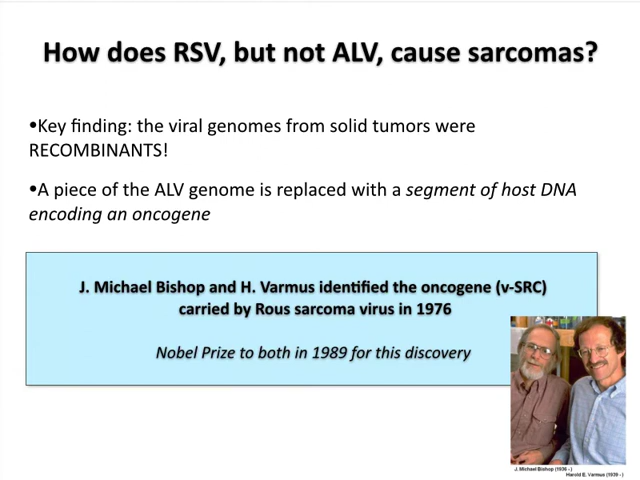 How does RSV, but not ALV, cause sarcomas?
•Key finding: the viral genomes from solid tumors were
RECOMBINANTS!
•A piece of the ALV genome is replaced with a segment of host DNA
encoding an oncogene
J. Michael Bishop and H. Varmus identified the oncogene (v-SRC)
carried by Rous sarcoma virus in 1976
Nobel Prize to both in 1989 for this discovery
J. Michael Bishop (1936 - )
Harold E. Varmus (1939 - )